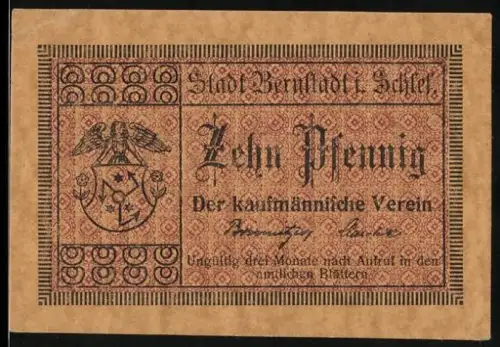 Stadt Bernstadt i. Schles.
Zehn Pfennig
Der kaufmännische Verein
Ungültig drei Monate nach Aufruf in den
amtlichen Blättern